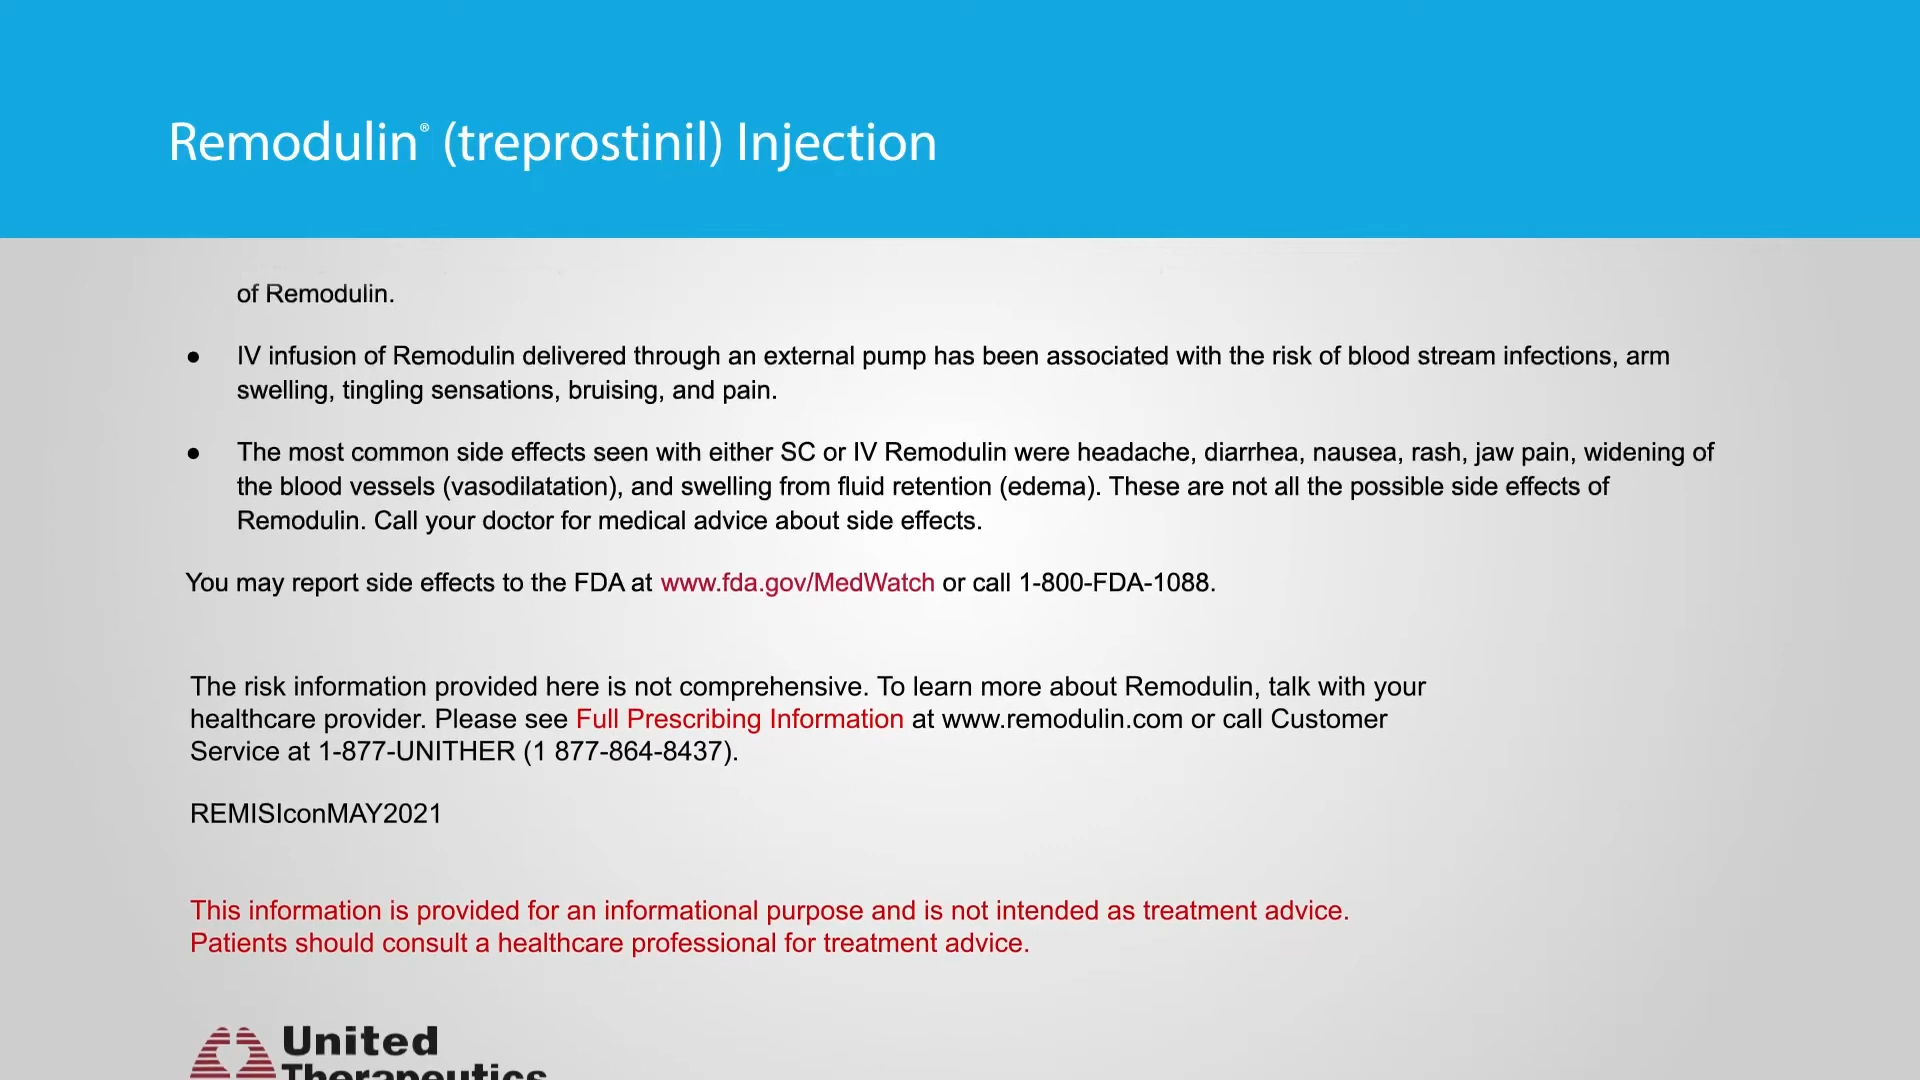 Remodulin® (treprostinil) Injection
of Remodulin.
● IV infusion of Remodulin delivered through an external pump has been associated with the risk of blood stream infections, arm
swelling, tingling sensations, bruising, and pain.
● The most common side effects seen with either SC or IV Remodulin were headache, diarrhea, nausea, rash, jaw pain, widening of
the blood vessels (vasodilatation), and swelling from fluid retention (edema). These are not all the possible side effects of
Remodulin. Call your doctor for medical advice about side effects.
You may report side effects to the FDA at www.fda.gov/MedWatch or call 1-800-FDA-1088.
The risk information provided here is not comprehensive. To learn more about Remodulin, talk with your
healthcare provider. Please see Full Prescribing Information at www.remodulin.com or call Customer
Service at 1-877-UNITHER (1 877-864-8437).
REMISIconMAY2021
This information is provided for an informational purpose and is not intended as treatment advice.
Patients should consult a healthcare professional for treatment advice.
United
Therapeutics